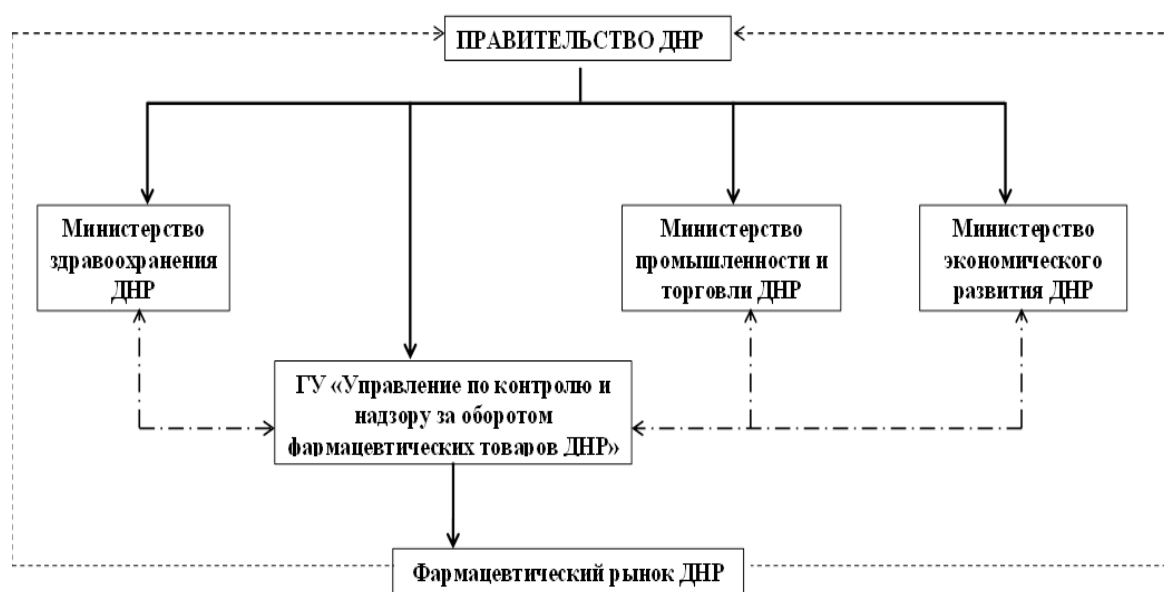 ПРАВИТЕЛЬСТВО ДНР
Министерство
здравоохранения
ДНР
Министерство
промышленности и
торговли ДНР
Министерство
экономического
развития ДНР
ГУ «Управление по контролю и
надзору за оборотом
фармацевтических товаров ДНР»
Фармацевтический рынок ДНР